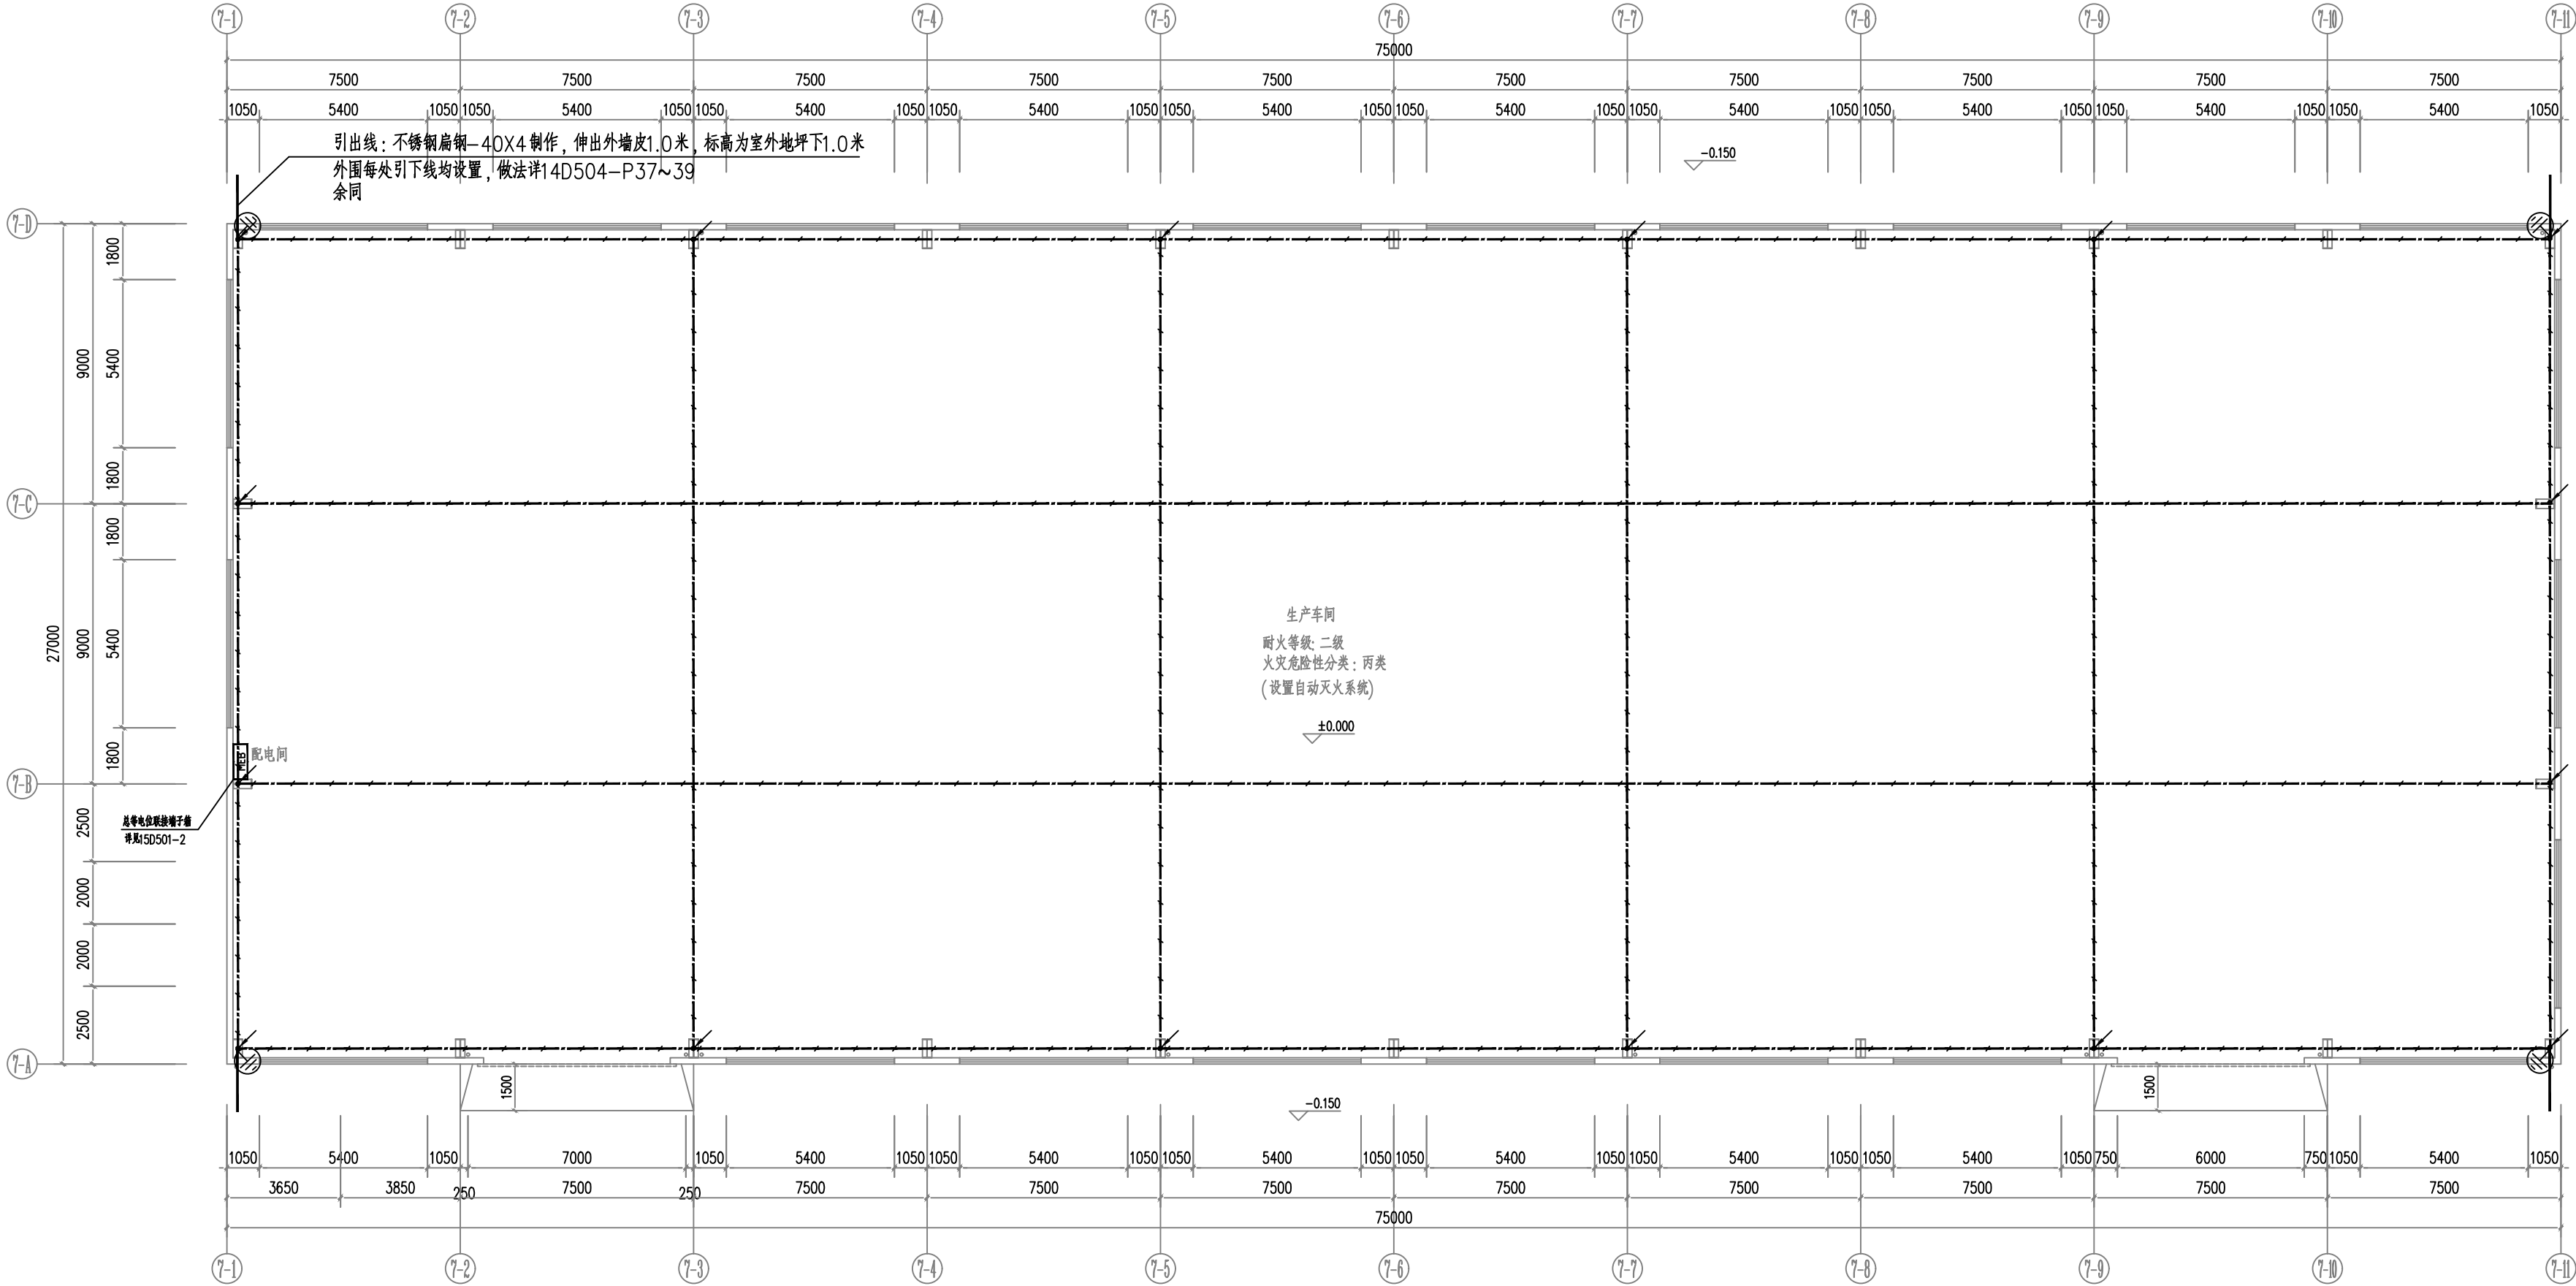 7-1 7-2 7-3 7-4 7-5 7-6 7-7 7-8 7-9 7-10 7-11
75000
7500 7500 7500 7500 7500 7500 7500 7500 7500 7500
1050 5400 1050 1050 5400 1050 1050 5400 1050 1050 5400 1050 1050 5400 1050 1050 5400 1050 1050 5400 1050 1050 5400 1050 1050 5400 1050 1050 5400 1050
引出线：不锈钢扁钢-40X4制作，伸出外墙皮1.0米，标高为室外地坪下1.0米
外围每处引下线均设置，做法详14D504-P37~39
余同
-0.150
7-D
1800
9000 5400
1800
7-C
1800
27000 9000 5400
1800
7-B
2500
2000
2000
2500
7-A
生产车间
耐火等级：二级
火灾危险性分类：丙类
(设置自动灭火系统)
±0.000
MEB 配电间
总等电位联接端子箱
详见15D501-2
1500 1500
-0.150
1050 5400 1050 7000 1050 5400 1050 1050 5400 1050 1050 5400 1050 1050 5400 1050 1050 5400 1050 1050 5400 1050 750 6000 750 1050 5400 1050
3650 3850 250 7500 250 7500 7500 7500 7500 7500 7500 7500 7500
75000
7-1 7-2 7-3 7-4 7-5 7-6 7-7 7-8 7-9 7-10 7-11